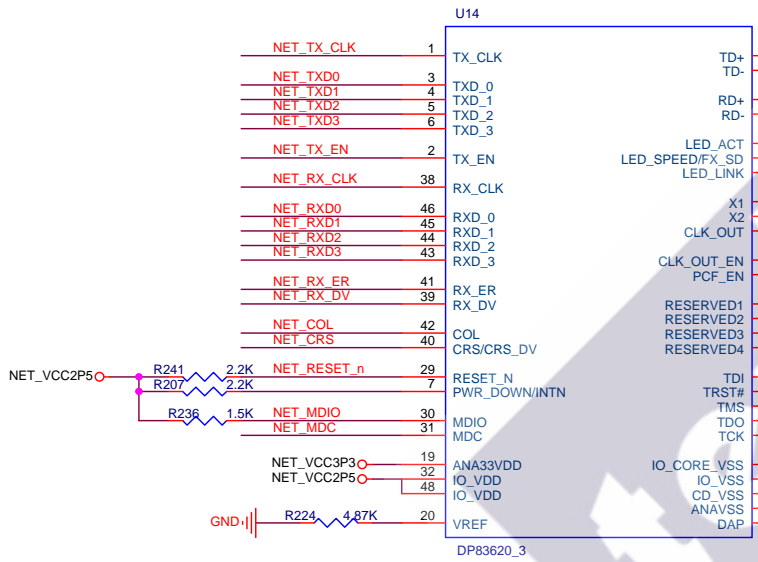 U14
NET_TX_CLK 1 TX_CLK TD+
TD-
NET_TXD0 3 TXD_0
NET_TXD1 4 TXD_1 RD+
NET_TXD2 5 TXD_2 RD-
NET_TXD3 6 TXD_3
LED_ACT
NET_TX_EN 2 TX_EN LED_SPEED/FX_SD
LED_LINK
NET_RX_CLK 38 RX_CLK
X1
NET_RXD0 46 RXD_0 X2
NET_RXD1 45 RXD_1 CLK_OUT
NET_RXD2 44 RXD_2
NET_RXD3 43 RXD_3 CLK_OUT_EN
PCF_EN
NET_RX_ER 41 RX_ER
NET_RX_DV 39 RX_DV RESERVED1
RESERVED2
NET_COL 42 COL RESERVED3
NET_CRS 40 CRS/CRS_DV RESERVED4
NET_VCC2P5 R241 2.2K NET_RESET_n 29 RESET_N TDI
R207 2.2K 7 PWR_DOWN/INTN TRST#
TMS
R236 1.5K NET_MDIO 30 MDIO TDO
NET_MDC 31 MDC TCK
NET_VCC3P3 19 ANA33VDD IO_CORE_VSS
NET_VCC2P5 32 IO_VDD IO_VSS
48 IO_VDD CD_VSS
ANAVSS
GND R224 4.87K 20 VREF DAP
DP83620_3